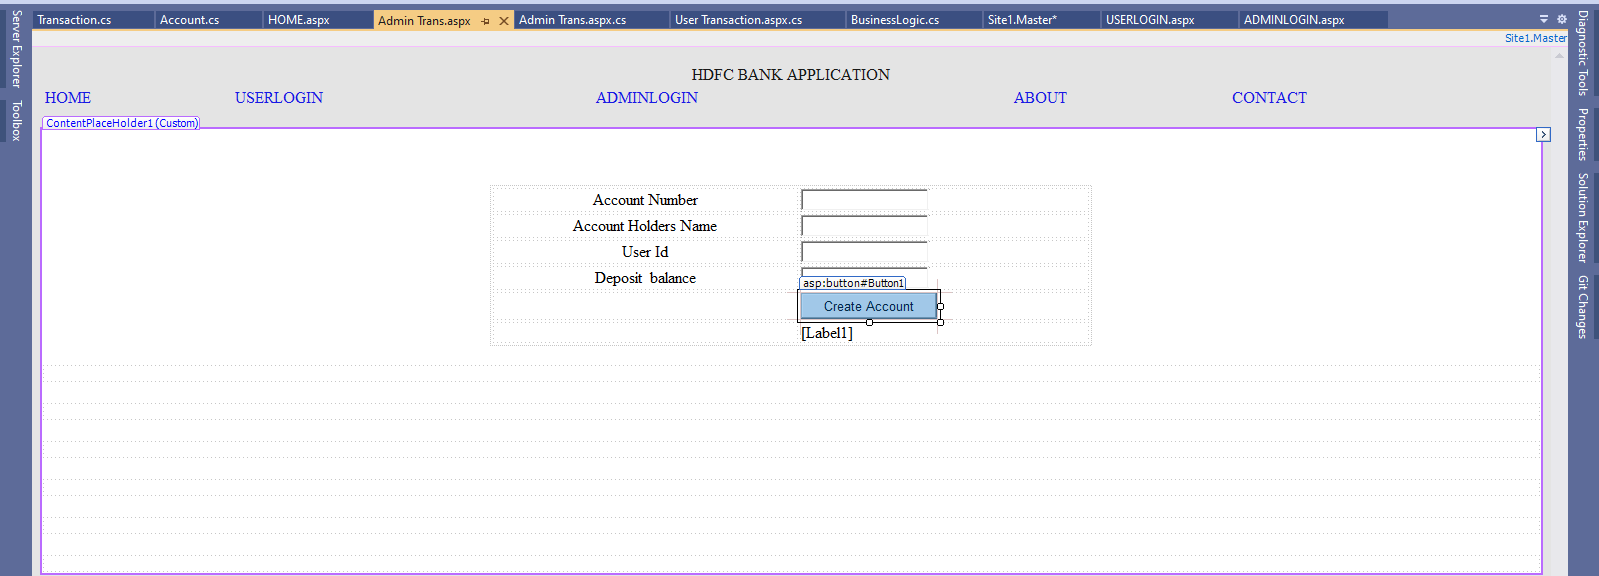 Transaction.cs Account.cs HOME.aspx Admin Trans.aspx Admin Trans.aspx.cs User Transaction.aspx.cs BusinessLogic.cs Site1.Master* USERLOGIN.aspx ADMINLOGIN.aspx
Site1.Master
Server Explorer
Toolbox
HDFC BANK APPLICATION
HOME USERLOGIN ADMINLOGIN ABOUT CONTACT
ContentPlaceHolder1 (Custom)
Account Number
Account Holders Name
User Id
Deposit balance
asp:button#Button1
Create Account
[Label1]
Diagnostic Tools
Properties
Solution Explorer
Git Changes